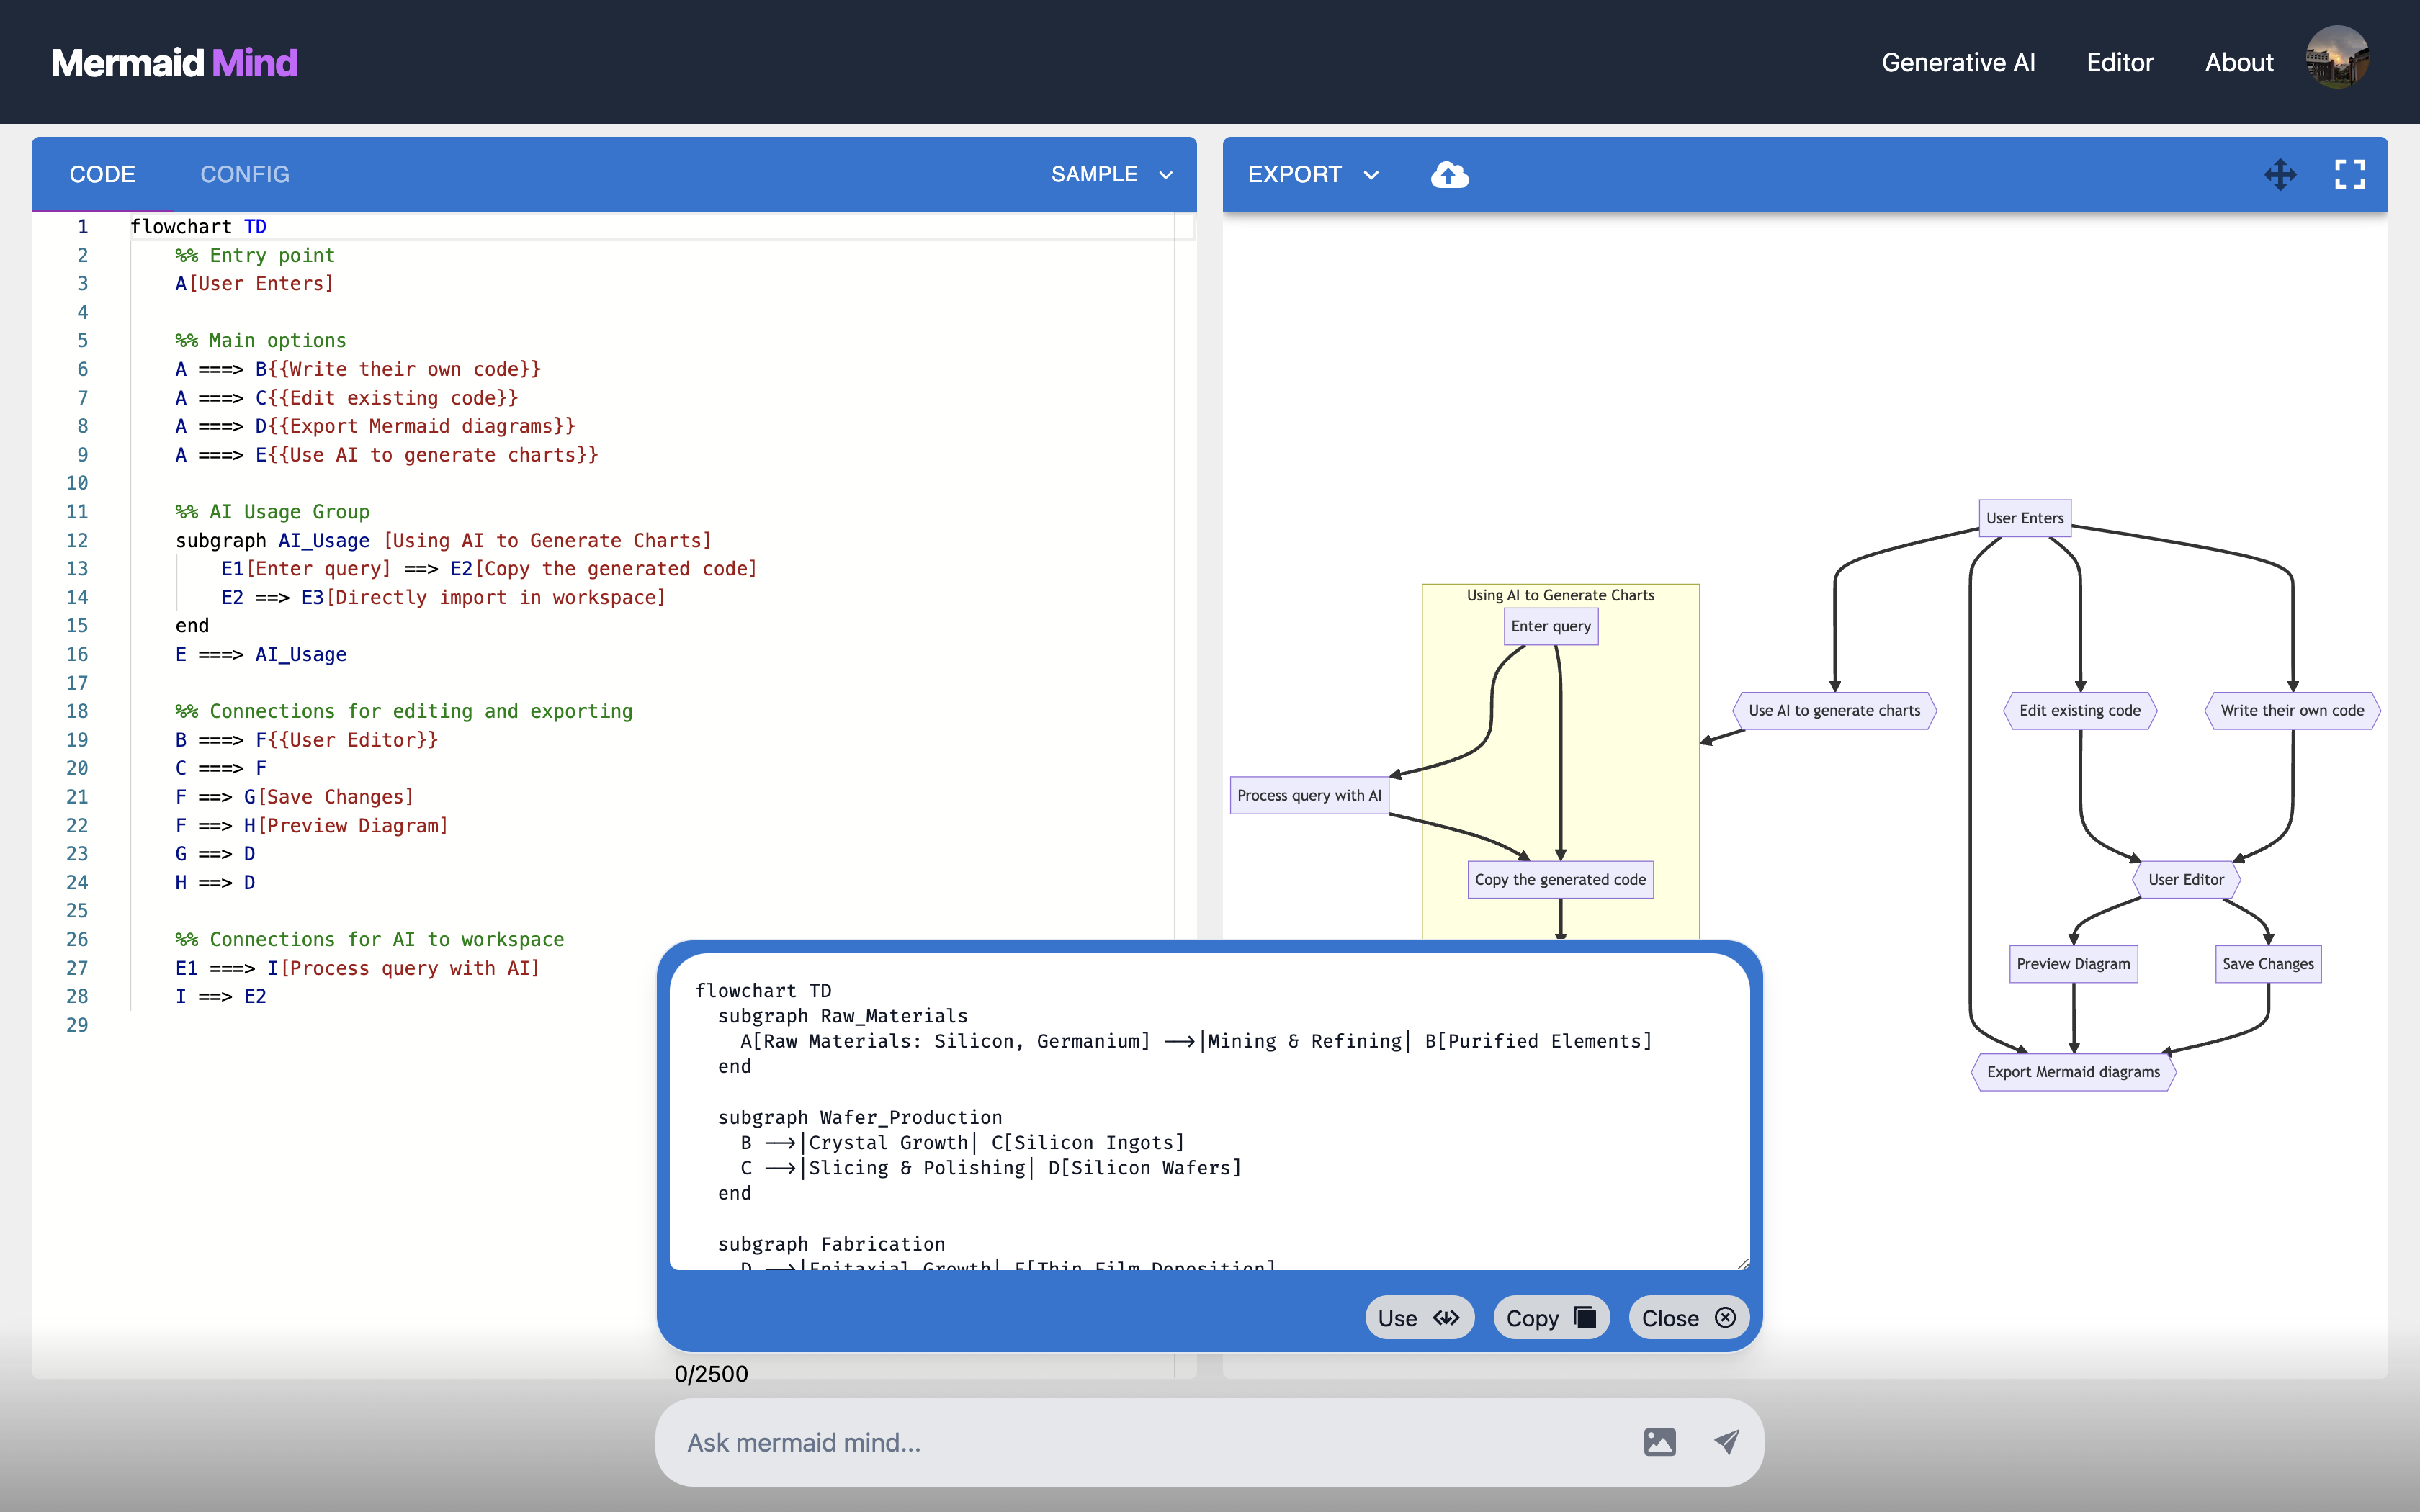 Mermaid Mind
Generative AI
Editor
About
CODE
CONFIG
SAMPLE
1 flowchart TD
2 %% Entry point
3 A[User Enters]
4
5 %% Main options
6 A ===> B{{Write their own code}}
7 A ===> C{{Edit existing code}}
8 A ===> D{{Export Mermaid diagrams}}
9 A ===> E{{Use AI to generate charts}}
10
11 %% AI Usage Group
12 subgraph AI_Usage [Using AI to Generate Charts]
13 E1[Enter query] ==> E2[Copy the generated code]
14 E2 ==> E3[Directly import in workspace]
15 end
16 E ===> AI_Usage
17
18 %% Connections for editing and exporting
19 B ===> F{{User Editor}}
20 C ===> F
21 F ==> G[Save Changes]
22 F ==> H[Preview Diagram]
23 G ==> D
24 H ==> D
25
26 %% Connections for AI to workspace
27 E1 ===> I[Process query with AI]
28 I ==> E2
29
EXPORT
User Enters
Using AI to Generate Charts
Enter query
Use AI to generate charts
Edit existing code
Write their own code
Process query with AI
Copy the generated code
User Editor
Preview Diagram
Save Changes
Export Mermaid diagrams
flowchart TD
subgraph Raw_Materials
A[Raw Materials: Silicon, Germanium] -->|Mining & Refining| B[Purified Elements]
end
subgraph Wafer_Production
B -->|Crystal Growth| C[Silicon Ingots]
C -->|Slicing & Polishing| D[Silicon Wafers]
end
subgraph Fabrication
D -->|Epitaxial Growth| E[Thin Film Deposition]
Use
Copy
Close
0/2500
Ask mermaid mind...